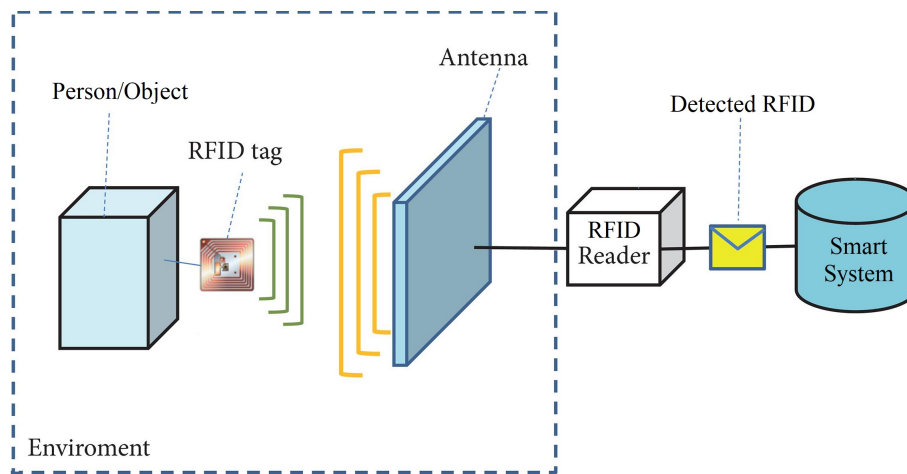 Antenna
Person/Object
Detected RFID
RFID tag
RFID
Reader
Smart
System
Enviroment